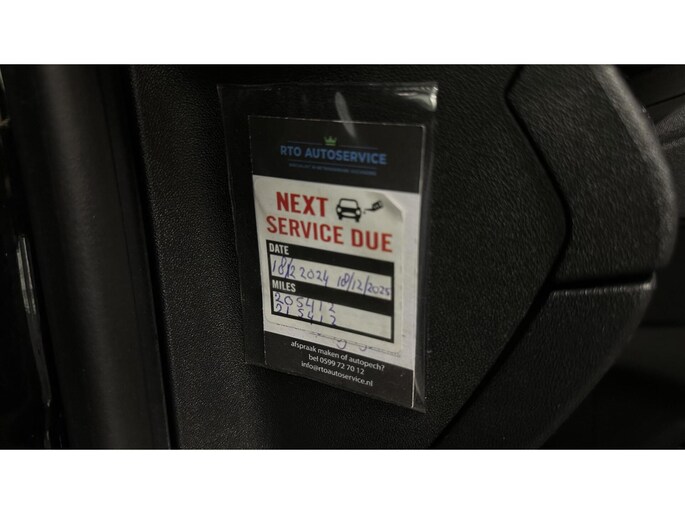 RTO AUTOSERVICE
NEXT
SERVICE DUE
DATE
18/12 2024 18/12/2025
MILES
205412
215412
afspraak maken of autopech?
bel 0599 72 70 12
info@rtoautoservice.nl